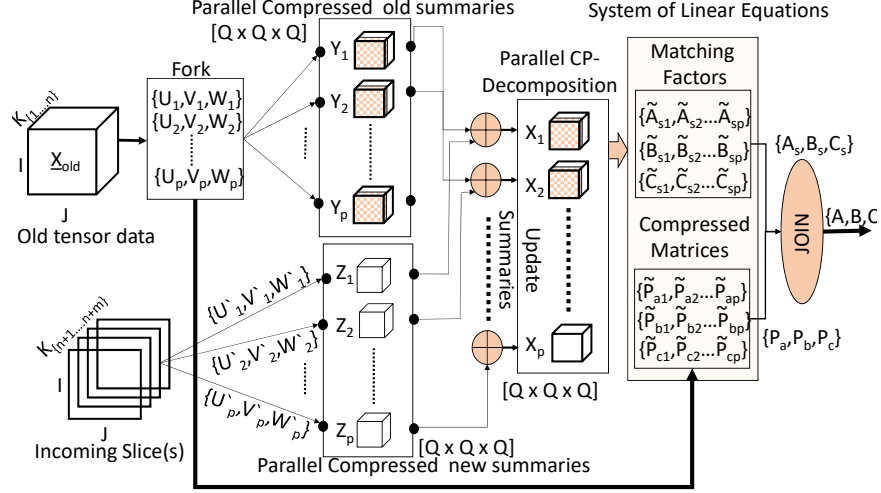 Parallel Compressed old summaries
[Q x Q x Q]
System of Linear Equations
Fork
{U1,V1,W1}
{U2,V2,W2}
......
{Up,Vp,Wp}
K{1...n}
I
X old
J
Old tensor data
Y1
Y2
Yp
Parallel CP-
Decomposition
X1
X2
Xp
Update
Summaries
[Q x Q x Q]
Matching
Factors
{Ãs1,Ãs2...Ãsp}
{B̃s1,B̃s2...B̃sp}
{C̃s1,C̃s2...C̃sp}
Compressed
Matrices
{P̃a1,P̃a2...P̃ap}
{P̃b1,P̃b2...P̃bp}
{P̃c1,P̃c2...P̃cp}
{As,Bs,Cs}
JOIN
{A,B,C
{Pa,Pb,Pc}
K{n+1...n+m}
I
J
Incoming Slice(s)
{U`1,V`1,W`1}
{U`2,V`2,W`2}
{U`p,V`p,W`p}
Z1
Z2
Zp
[Q x Q x Q]
Parallel Compressed new summaries